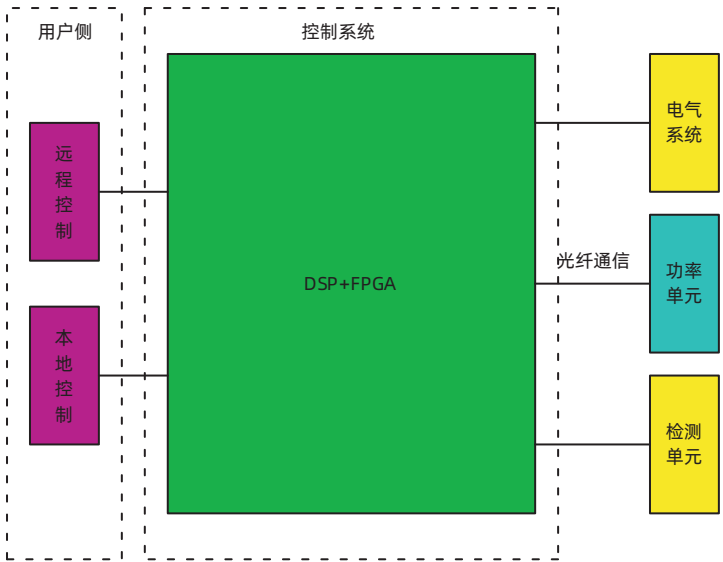 用户侧
控制系统
远
程
控
制
本
地
控
制
DSP+FPGA
电气
系统
光纤通信
功率
单元
检测
单元